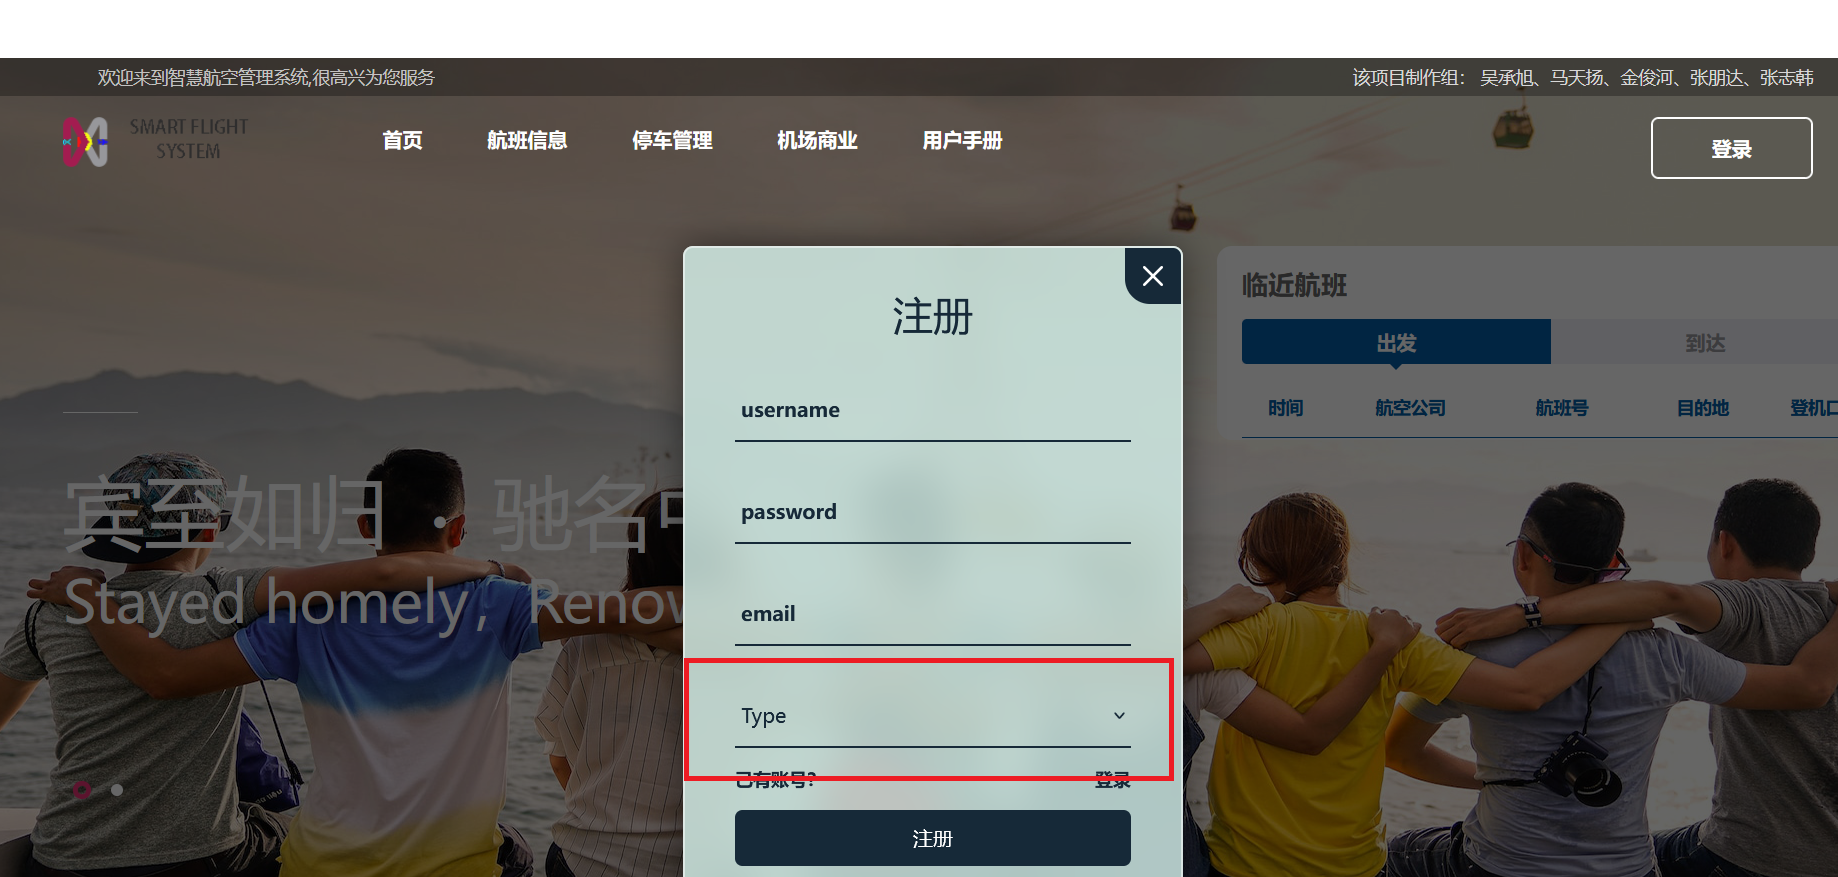 欢迎来到智慧航空管理系统,很高兴为您服务
该项目制作组： 吴承旭、马天扬、金俊河、张朋达、张志韩
SMART FLIGHT
SYSTEM
首页
航班信息
停车管理
机场商业
用户手册
登录
注册
username
password
email
Type
已有账号?
登录
注册
临近航班
出发
到达
时间
航空公司
航班号
目的地
登机口
宾至如归 · 驰名中
Stayed homely, Renow